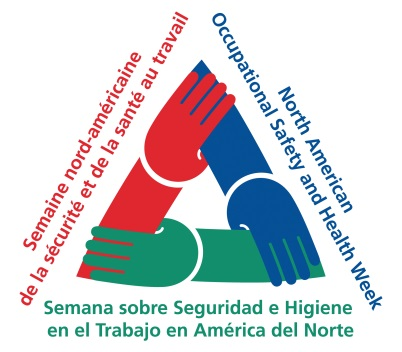 Semaine nord-américaine
de la sécurité et de la santé au travail
North American
Occupational Safety and Health Week
Semana sobre Seguridad e Higiene
en el Trabajo en América del Norte